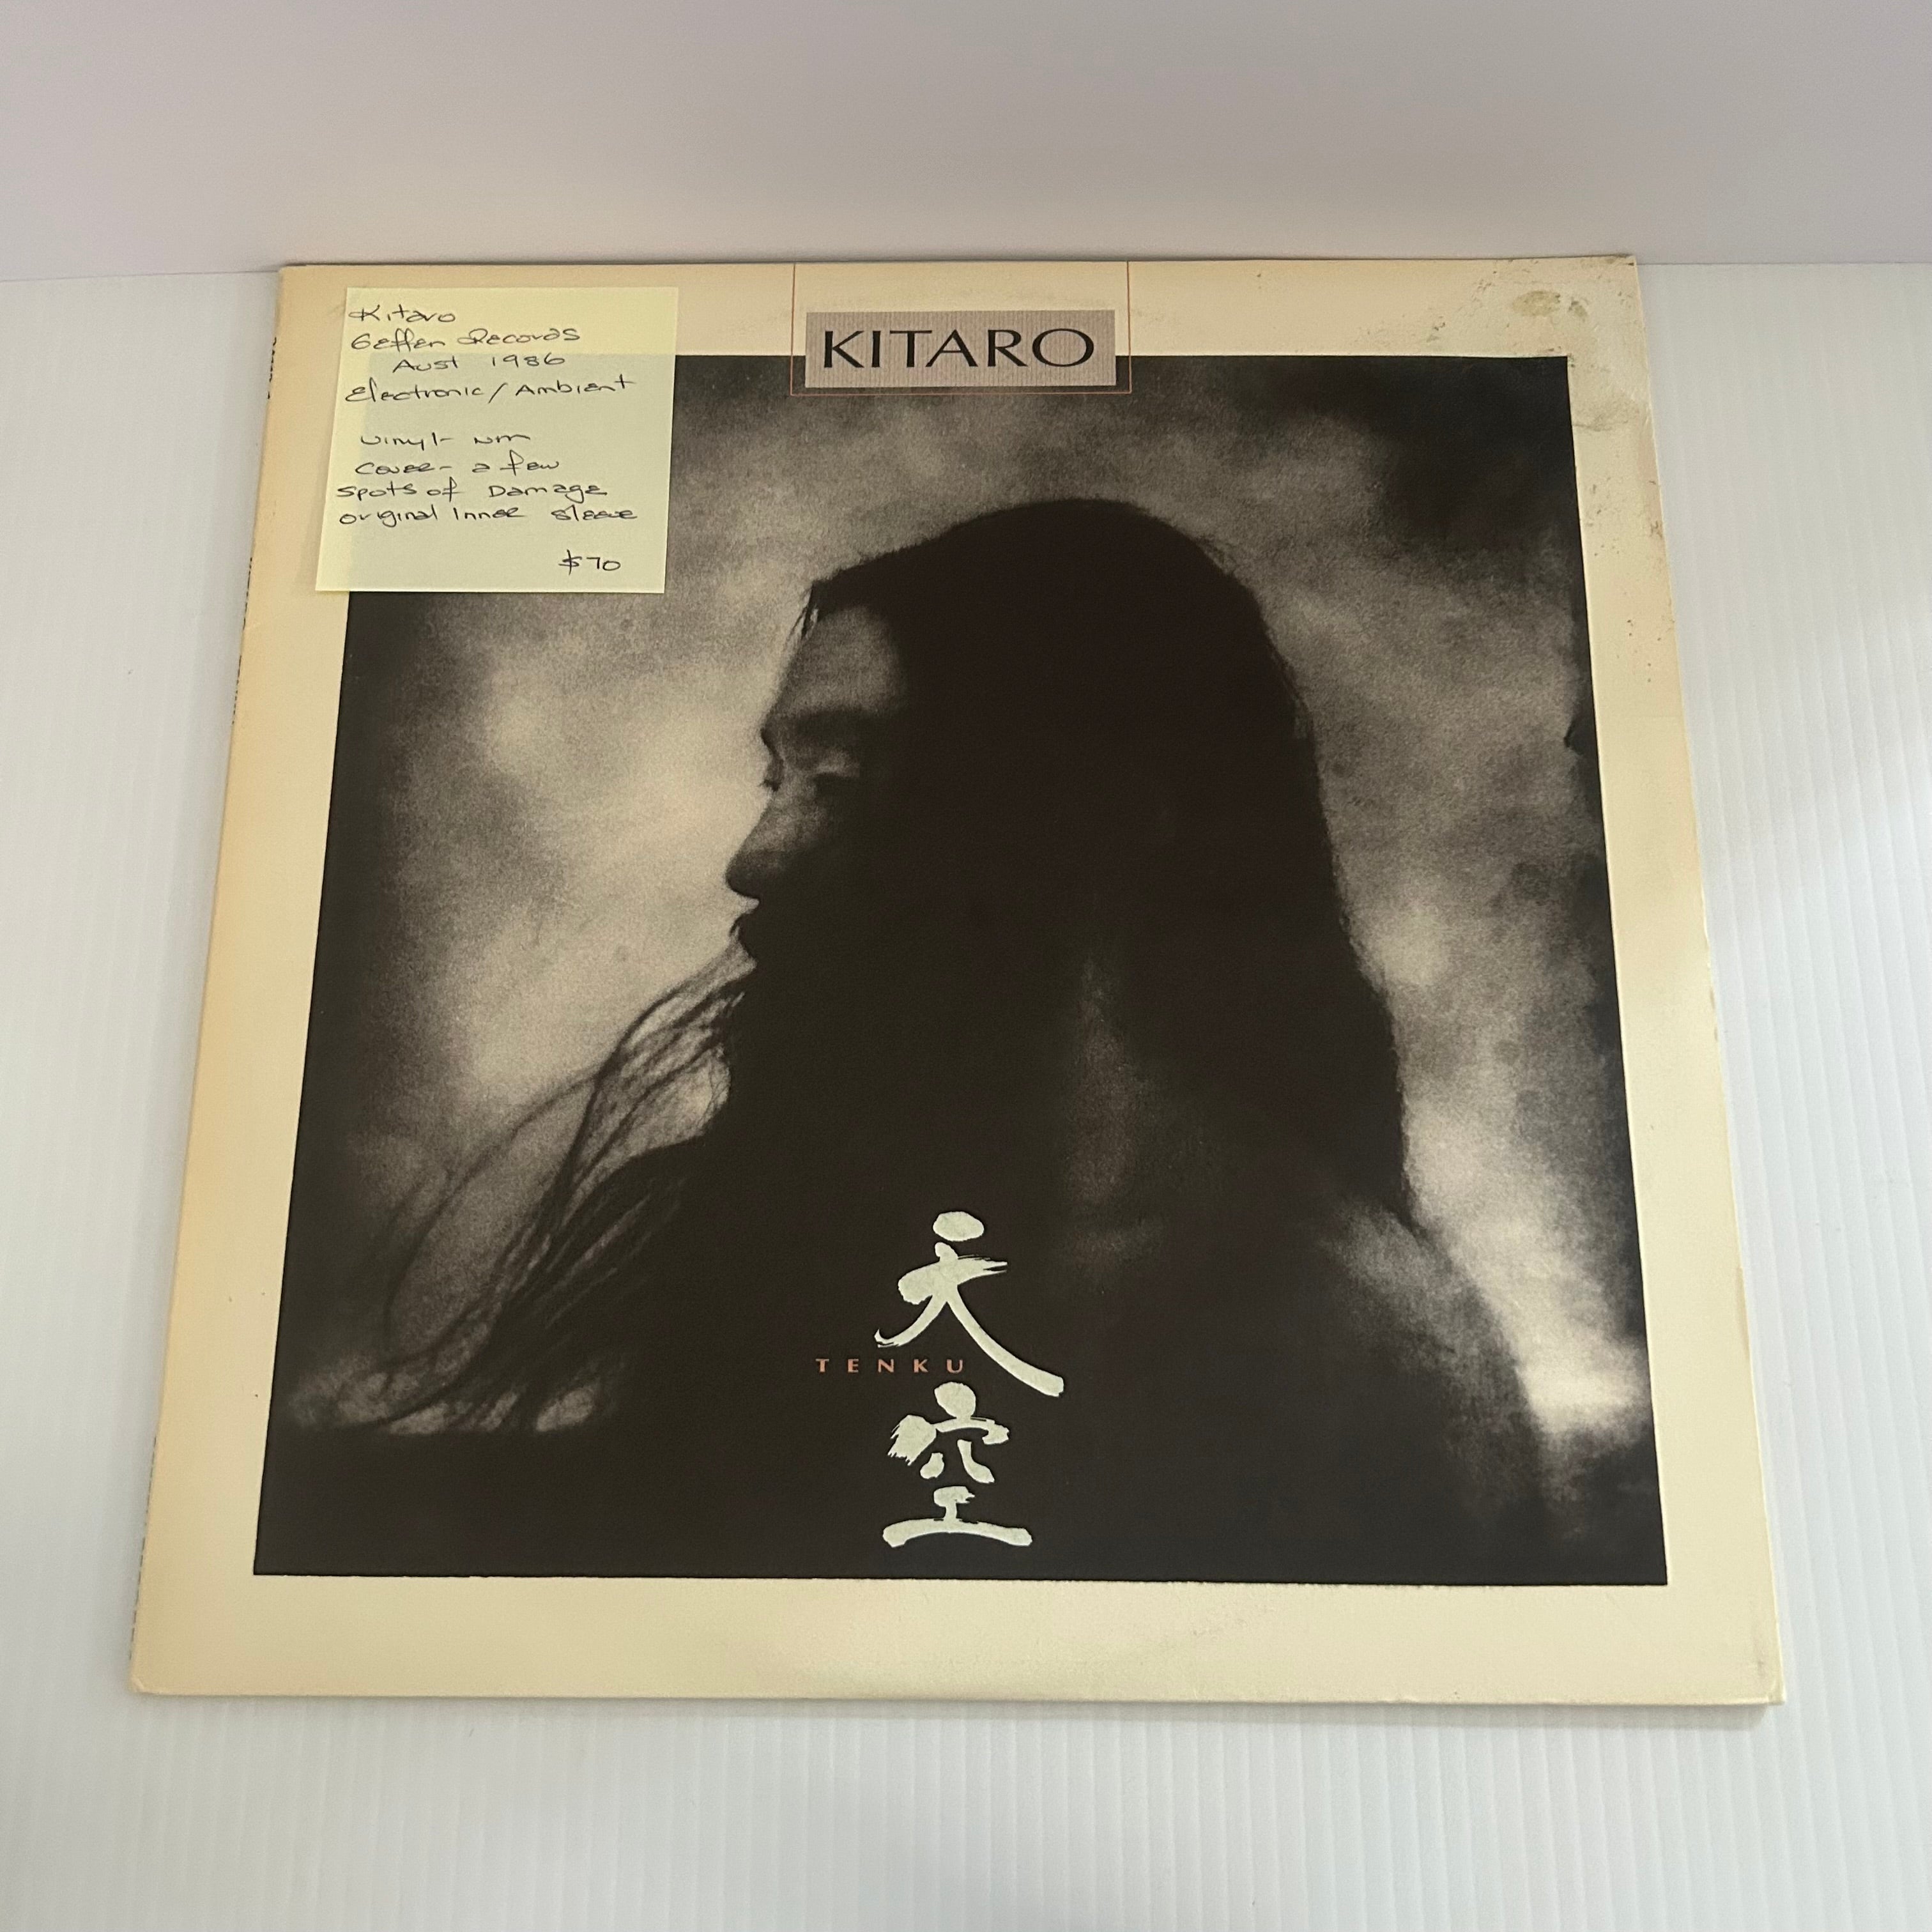 Kitaro
Geffen Records
Aust 1986
Electronic/Ambient
Vinyl- NM
Cover- a few
spots of Damage
original Inner sleeve
$70
KITARO
天
TENKU
空